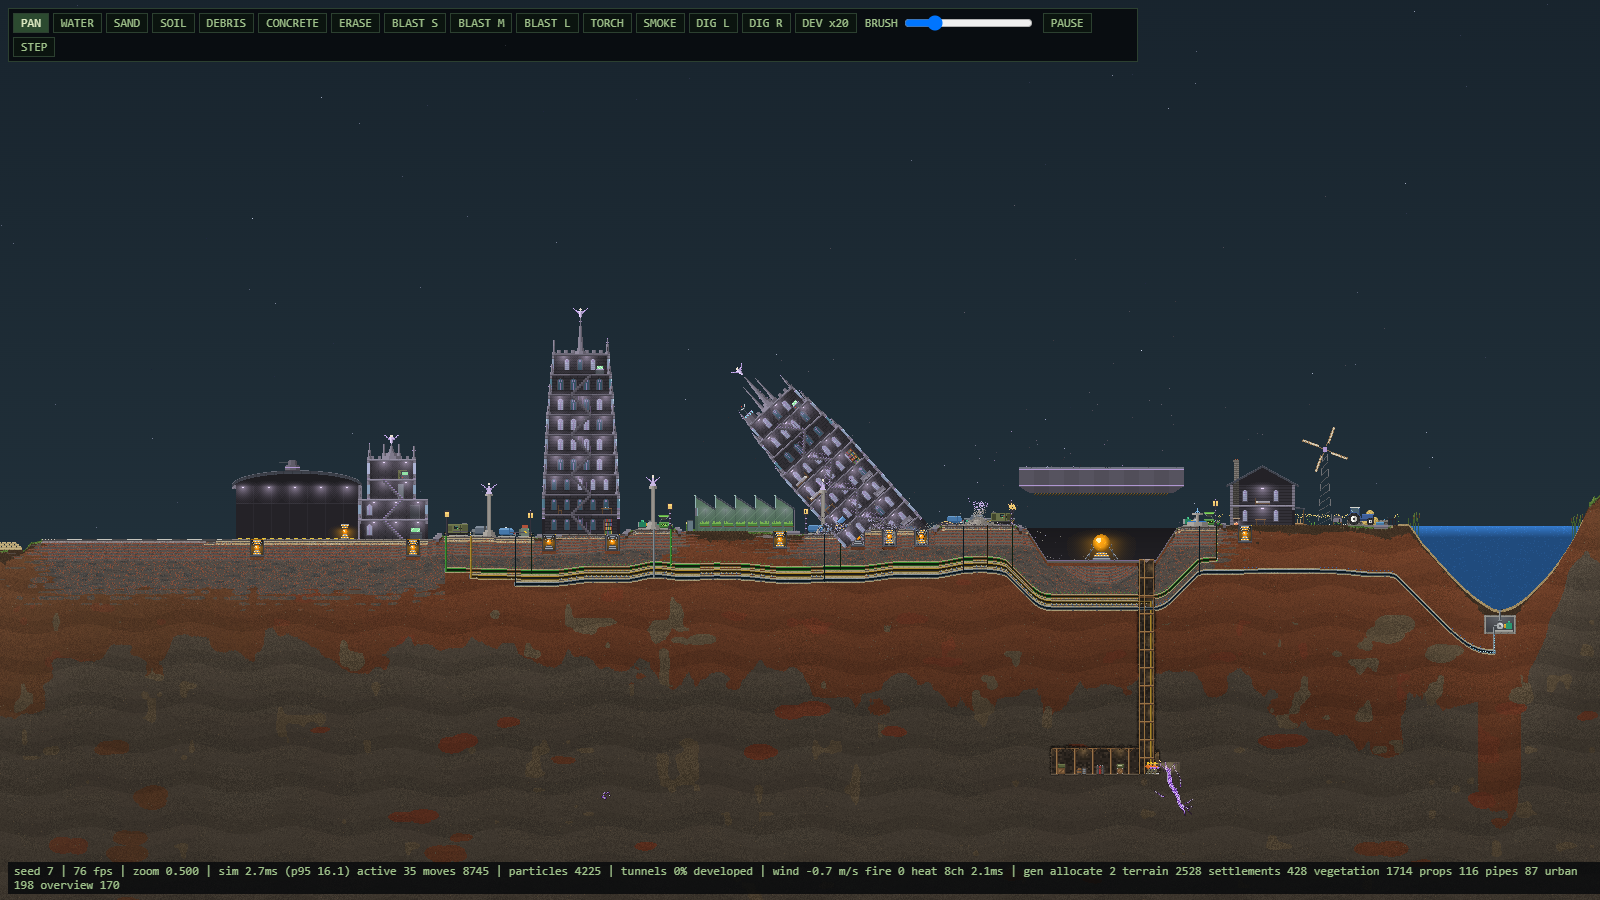 PAN WATER SAND SOIL DEBRIS CONCRETE ERASE BLAST S BLAST M BLAST L TORCH SMOKE DIG L DIG R DEV x20 BRUSH PAUSE
STEP
seed 7 | 76 fps | zoom 0.500 | sim 2.7ms (p95 16.1) active 35 moves 8745 | particles 4225 | tunnels 0% developed | wind -0.7 m/s fire 0 heat 8ch 2.1ms | gen allocate 2 terrain 2528 settlements 428 vegetation 1714 props 116 pipes 87 urban
198 overview 170